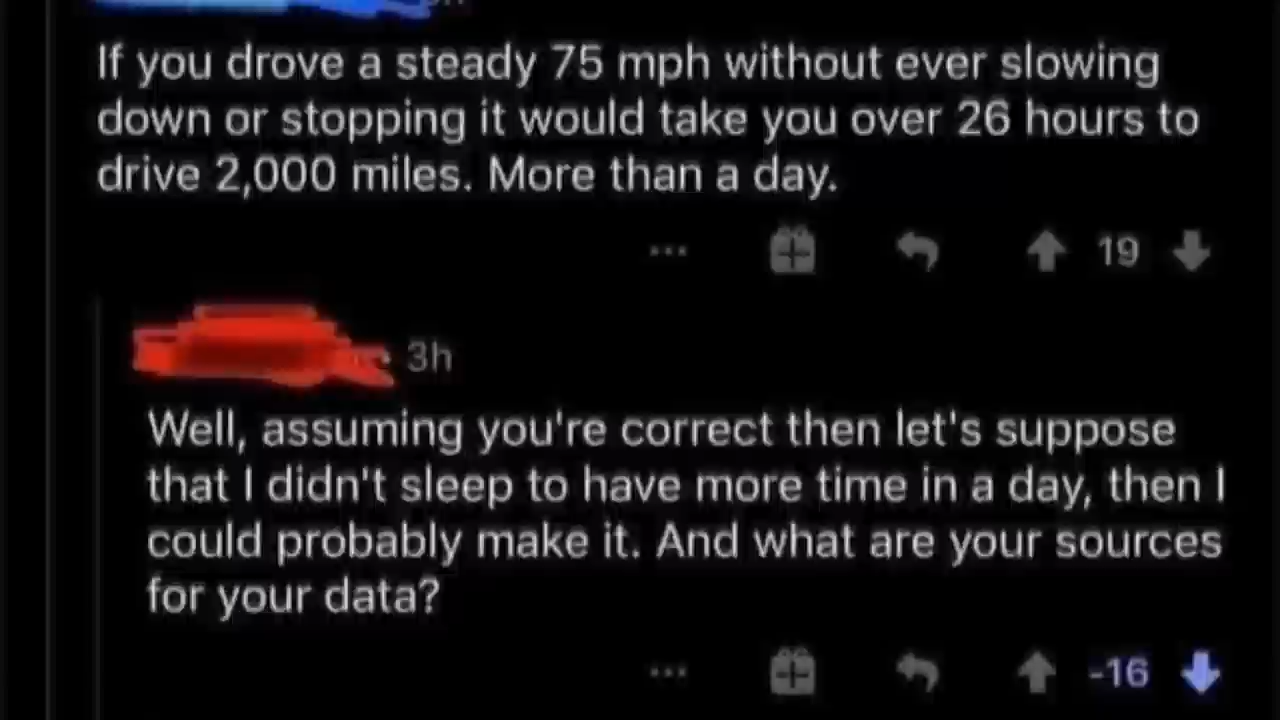 If you drove a steady 75 mph without ever slowing
down or stopping it would take you over 26 hours to
drive 2,000 miles. More than a day.
19
3h
Well, assuming you're correct then let's suppose
that I didn't sleep to have more time in a day, then I
could probably make it. And what are your sources
for your data?
-16